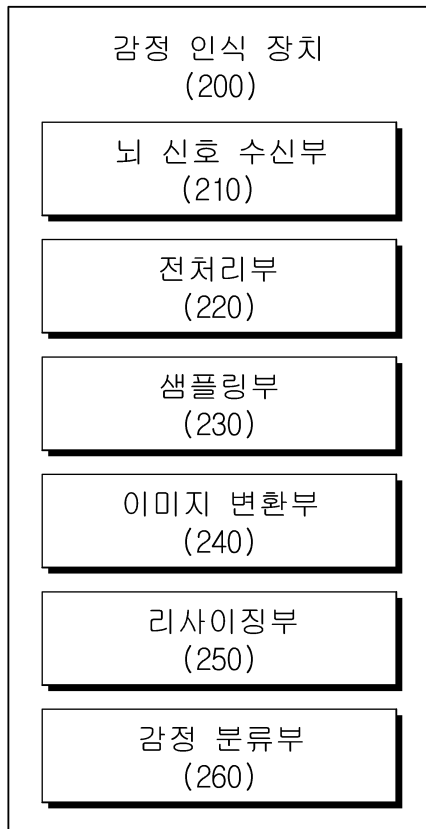 감정 인식 장치
(200)
뇌 신호 수신부
(210)
전처리부
(220)
샘플링부
(230)
이미지 변환부
(240)
리사이징부
(250)
감정 분류부
(260)